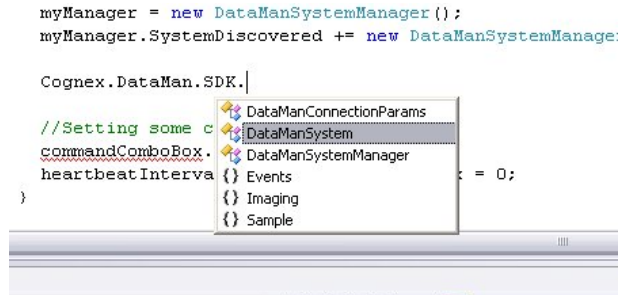 myManager = new DataManSystemManager();
myManager.SystemDiscovered += new DataManSystemManager
Cognex.DataMan.SDK.
DataManConnectionParams
//Setting some c
DataManSystem
commandComboBox.
DataManSystemManager
heartbeatInterva
{} Events
= 0;
{} Imaging
}
{} Sample